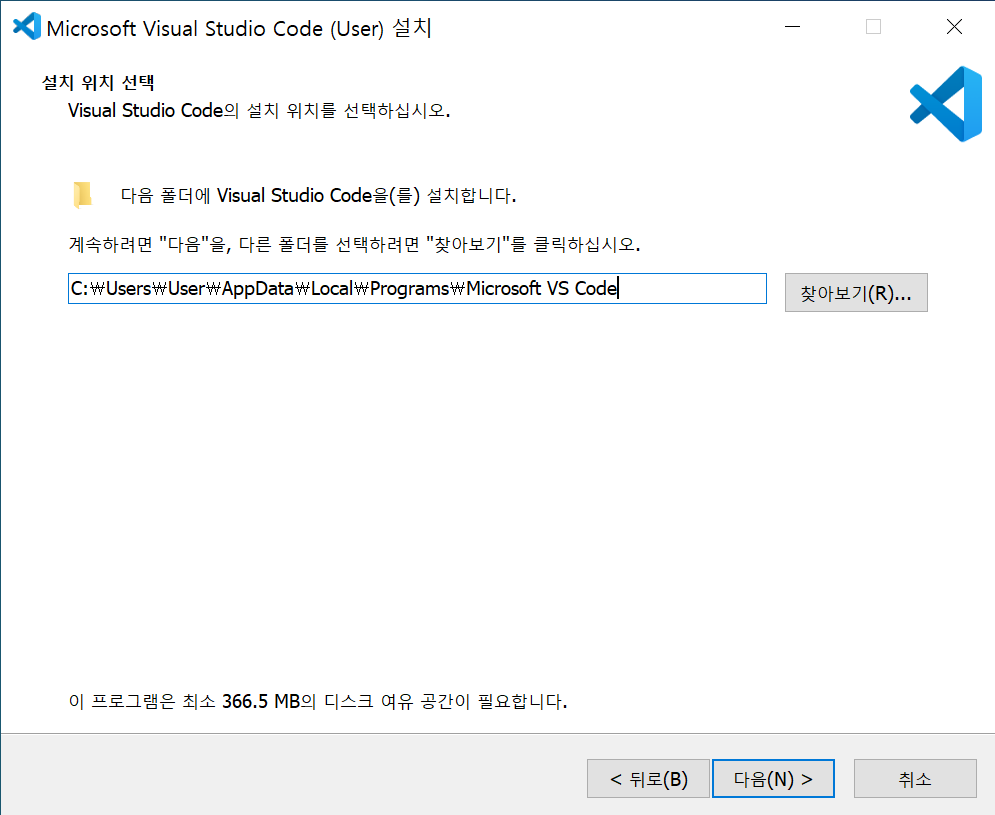 Microsoft Visual Studio Code (User) 설치
설치 위치 선택
Visual Studio Code의 설치 위치를 선택하십시오.
다음 폴더에 Visual Studio Code을(를) 설치합니다.
계속하려면 "다음"을, 다른 폴더를 선택하려면 "찾아보기"를 클릭하십시오.
C:₩Users₩User₩AppData₩Local₩Programs₩Microsoft VS Code
찾아보기(R)...
이 프로그램은 최소 366.5 MB의 디스크 여유 공간이 필요합니다.
< 뒤로(B)
다음(N) >
취소